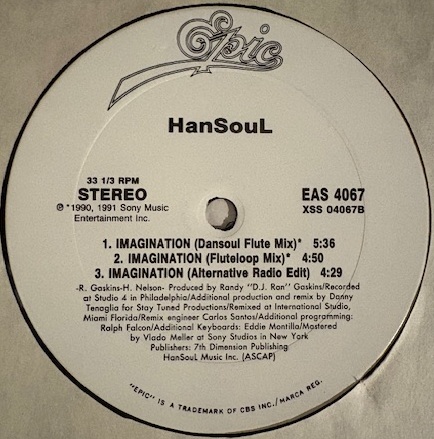 Epic
HanSouL
33 1/3 RPM
STEREO
℗ *1990, 1991 Sony Music
Entertainment Inc.
EAS 4067
XSS 04067B
1. IMAGINATION (Dansoul Flute Mix)* 5:36
2. IMAGINATION (Fluteloop Mix)* 4:50
3. IMAGINATION (Alternative Radio Edit) 4:29
-R. Gaskins-H. Nelson- Produced by Randy "D.J. Ran" Gaskins/Recorded
at Studio 4 in Philadelphia/Additional production and remix by Danny
Tenaglia for Stay Tuned Productions/Remixed at International Studio,
Miami Florida/Remix engineer Carlos Santos/Additional programming:
Ralph Falcon/Additional Keyboards: Eddie Montilla/Mastered
by Vlado Meller at Sony Studios in New York
Publishers: 7th Dimension Publishing
HanSouL Music Inc. (ASCAP)
"EPIC" IS A TRADEMARK OF CBS INC./MARCA REG.